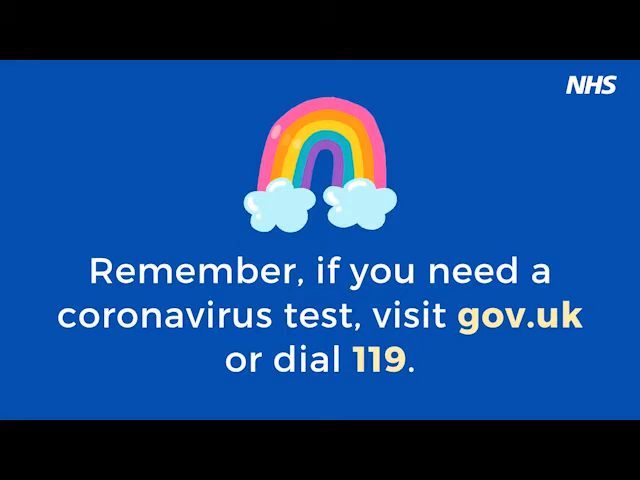 NHS
Remember, if you need a
coronavirus test, visit gov.uk
or dial 119.